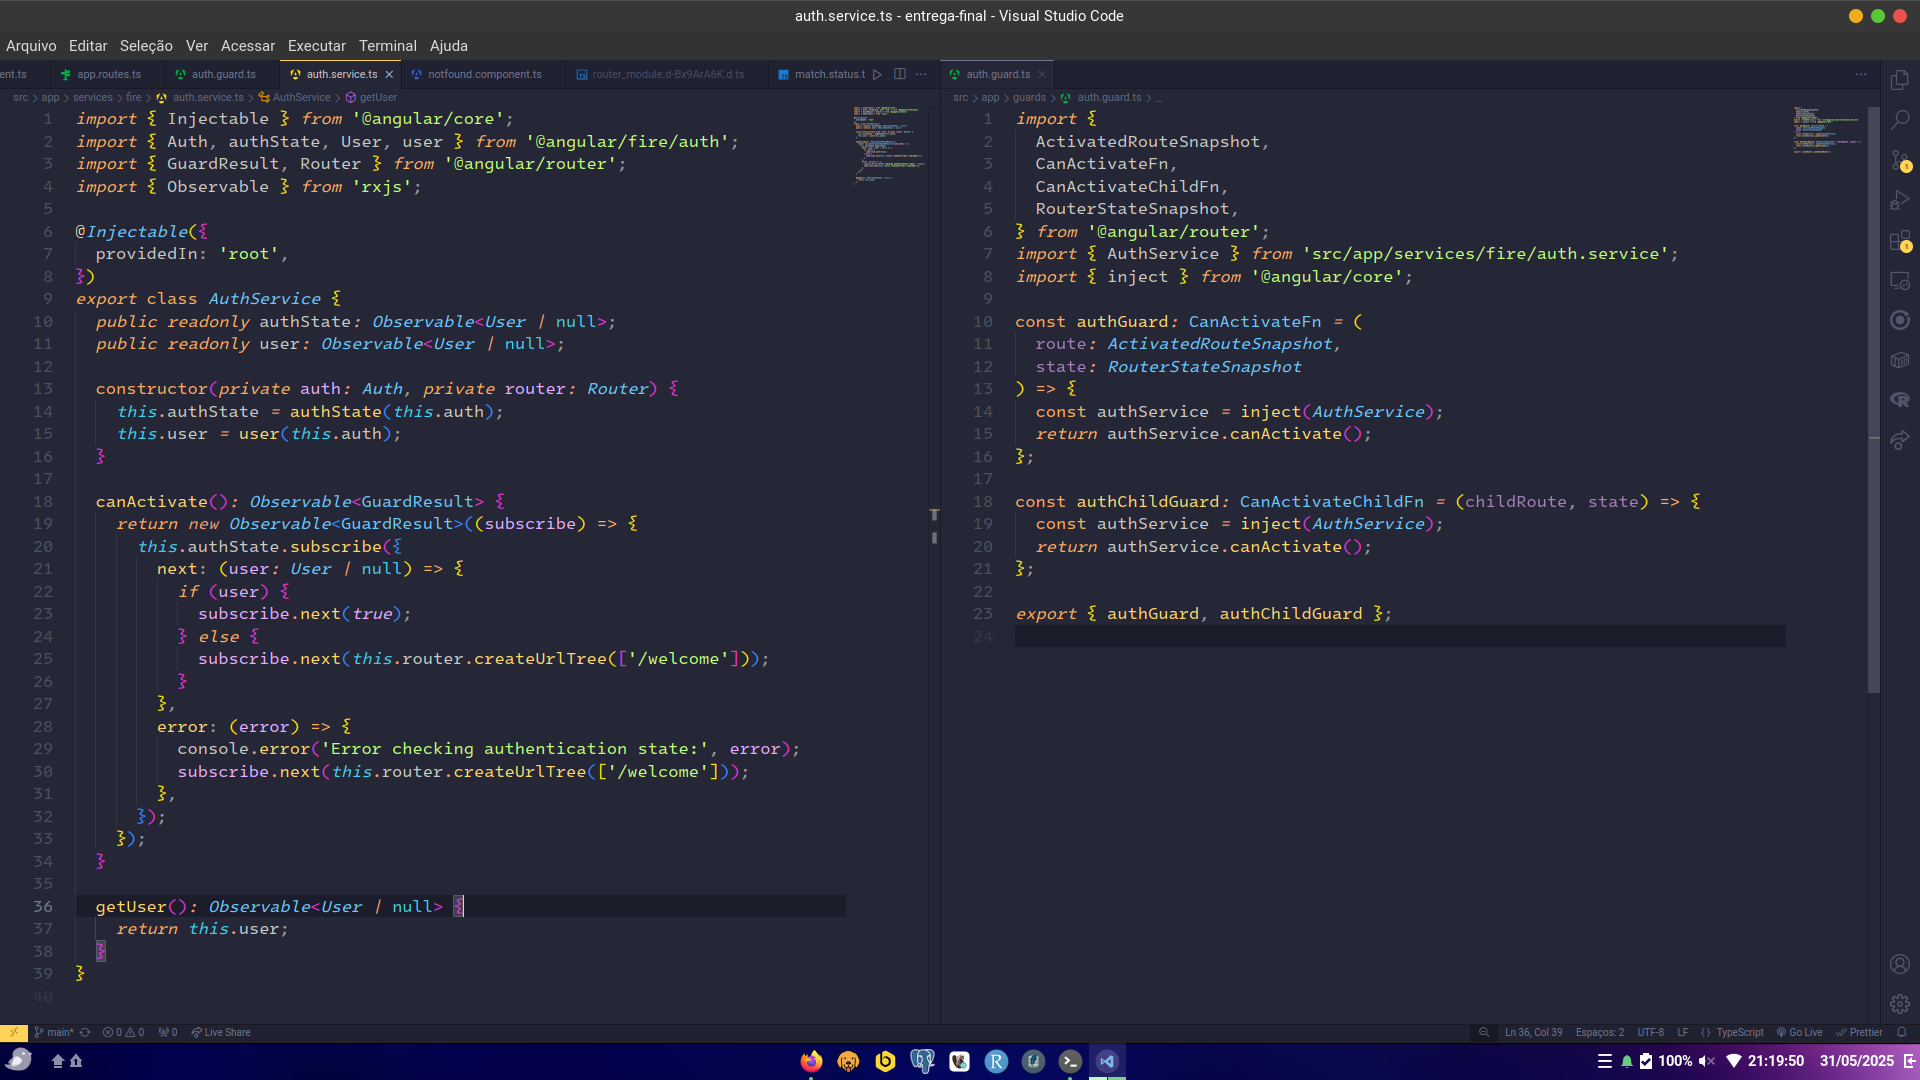 auth.service.ts - entrega-final - Visual Studio Code
Arquivo Editar Seleção Ver Acessar Executar Terminal Ajuda
ent.ts app.routes.ts auth.guard.ts auth.service.ts notfound.component.ts router_module.d-Bx9ArA6K.d.ts match.status.t
src > app > services > fire > auth.service.ts > AuthService > getUser
1 import { Injectable } from '@angular/core';
2 import { Auth, authState, User, user } from '@angular/fire/auth';
3 import { GuardResult, Router } from '@angular/router';
4 import { Observable } from 'rxjs';
5
6 @Injectable({
7 providedIn: 'root',
8 })
9 export class AuthService {
10 public readonly authState: Observable<User | null>;
11 public readonly user: Observable<User | null>;
12
13 constructor(private auth: Auth, private router: Router) {
14 this.authState = authState(this.auth);
15 this.user = user(this.auth);
16 }
17
18 canActivate(): Observable<GuardResult> {
19 return new Observable<GuardResult>((subscribe) => {
20 this.authState.subscribe({
21 next: (user: User | null) => {
22 if (user) {
23 subscribe.next(true);
24 } else {
25 subscribe.next(this.router.createUrlTree(['/welcome']));
26 }
27 },
28 error: (error) => {
29 console.error('Error checking authentication state:', error);
30 subscribe.next(this.router.createUrlTree(['/welcome']));
31 },
32 });
33 });
34 }
35
36 getUser(): Observable<User | null> {
37 return this.user;
38 }
39 }
40
auth.guard.ts
src > app > guards > auth.guard.ts > ...
1 import {
2 ActivatedRouteSnapshot,
3 CanActivateFn,
4 CanActivateChildFn,
5 RouterStateSnapshot,
6 } from '@angular/router';
7 import { AuthService } from 'src/app/services/fire/auth.service';
8 import { inject } from '@angular/core';
9
10 const authGuard: CanActivateFn = (
11 route: ActivatedRouteSnapshot,
12 state: RouterStateSnapshot
13 ) => {
14 const authService = inject(AuthService);
15 return authService.canActivate();
16 };
17
18 const authChildGuard: CanActivateChildFn = (childRoute, state) => {
19 const authService = inject(AuthService);
20 return authService.canActivate();
21 };
22
23 export { authGuard, authChildGuard };
24
1
1
main* 0 0 0 Live Share
Ln 36, Col 39 Espaços: 2 UTF-8 LF { } TypeScript Go Live Prettier
100% 21:19:50 31/05/2025